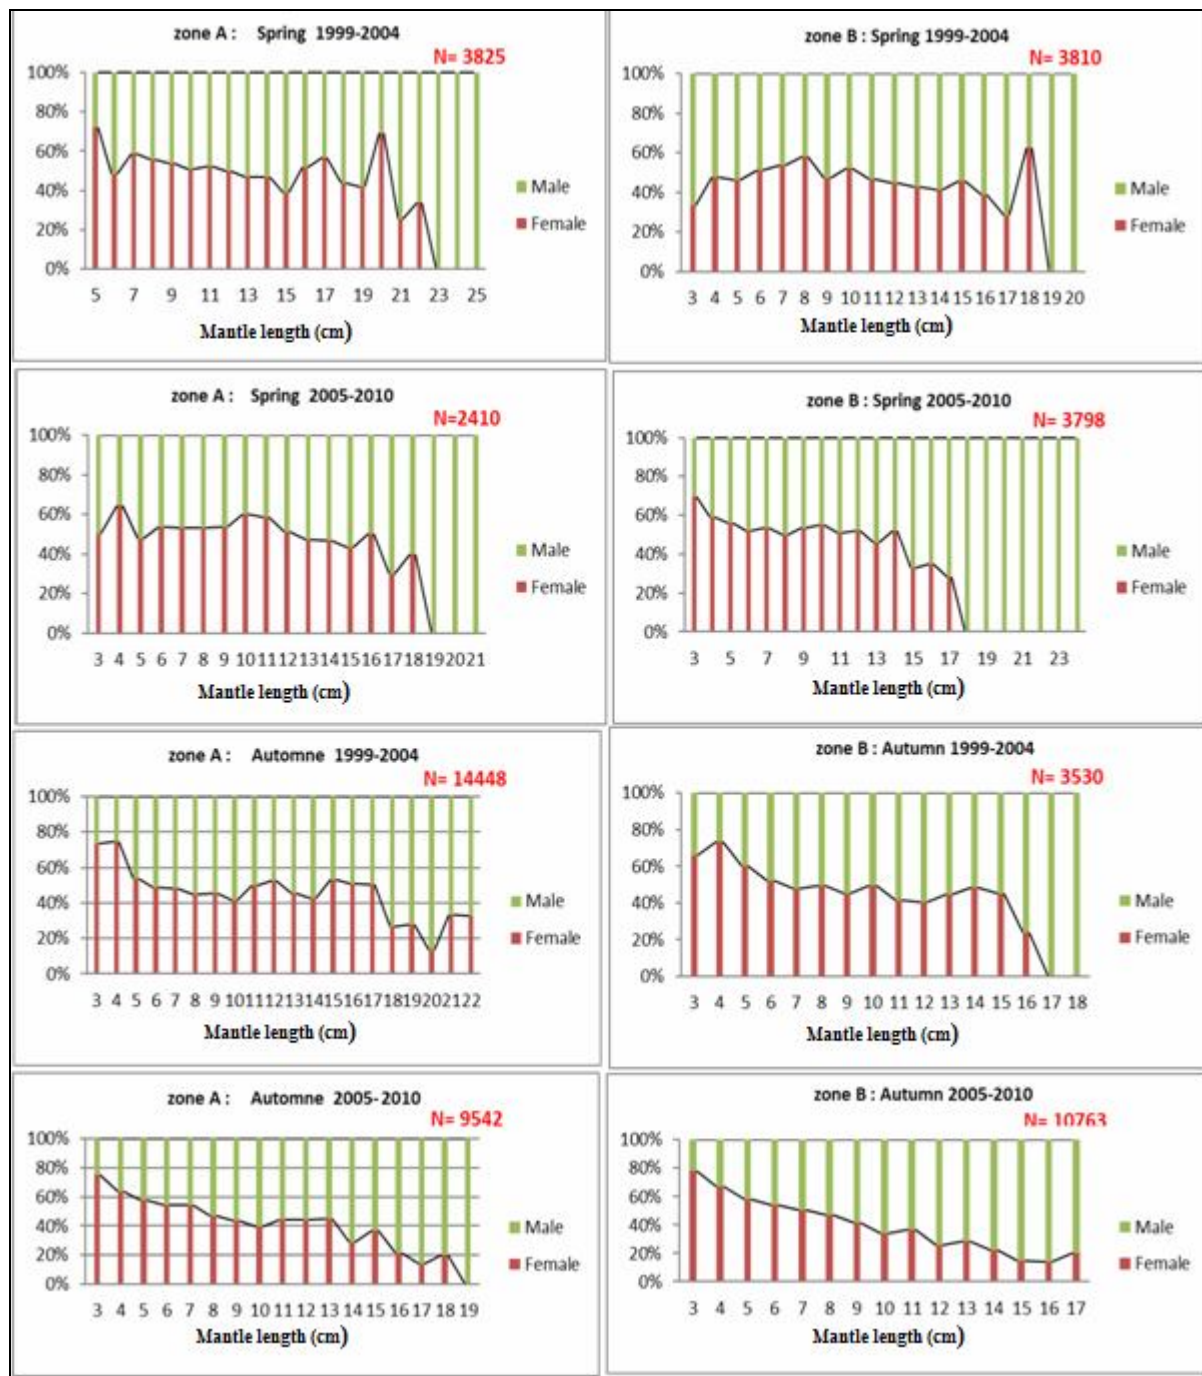 zone A : Spring 1999-2004
N= 3825
100%
80%
60%
40%
20%
0%
5 7 9 11 13 15 17 19 21 23 25
Mantle length (cm)
Male
Female
zone B : Spring 1999-2004
N= 3810
100%
80%
60%
40%
20%
0%
3 4 5 6 7 8 9 10 11 12 13 14 15 16 17 18 19 20
Mantle length (cm)
Male
Female
zone A : Spring 2005-2010
N=2410
100%
80%
60%
40%
20%
0%
3 4 5 6 7 8 9 10 11 12 13 14 15 16 17 18 19 20 21
Mantle length (cm)
Male
Female
zone B : Spring 2005-2010
N= 3798
100%
80%
60%
40%
20%
0%
3 5 7 9 11 13 15 17 19 21 23
Mantle length (cm)
Male
Female
zone A : Automne 1999-2004
N= 14448
100%
80%
60%
40%
20%
0%
3 4 5 6 7 8 9 10 11 12 13 14 15 16 17 18 19 20 21 22
Mantle length (cm)
Male
Female
zone B : Autumn 1999-2004
N= 3530
100%
80%
60%
40%
20%
0%
3 4 5 6 7 8 9 10 11 12 13 14 15 16 17 18
Mantle length (cm)
Male
Female
zone A : Automne 2005-2010
N= 9542
100%
80%
60%
40%
20%
0%
3 4 5 6 7 8 9 10 11 12 13 14 15 16 17 18 19
Mantle length (cm)
Male
Female
zone B : Autumn 2005-2010
N= 10763
100%
80%
60%
40%
20%
0%
3 4 5 6 7 8 9 10 11 12 13 14 15 16 17
Mantle length (cm)
Male
Female